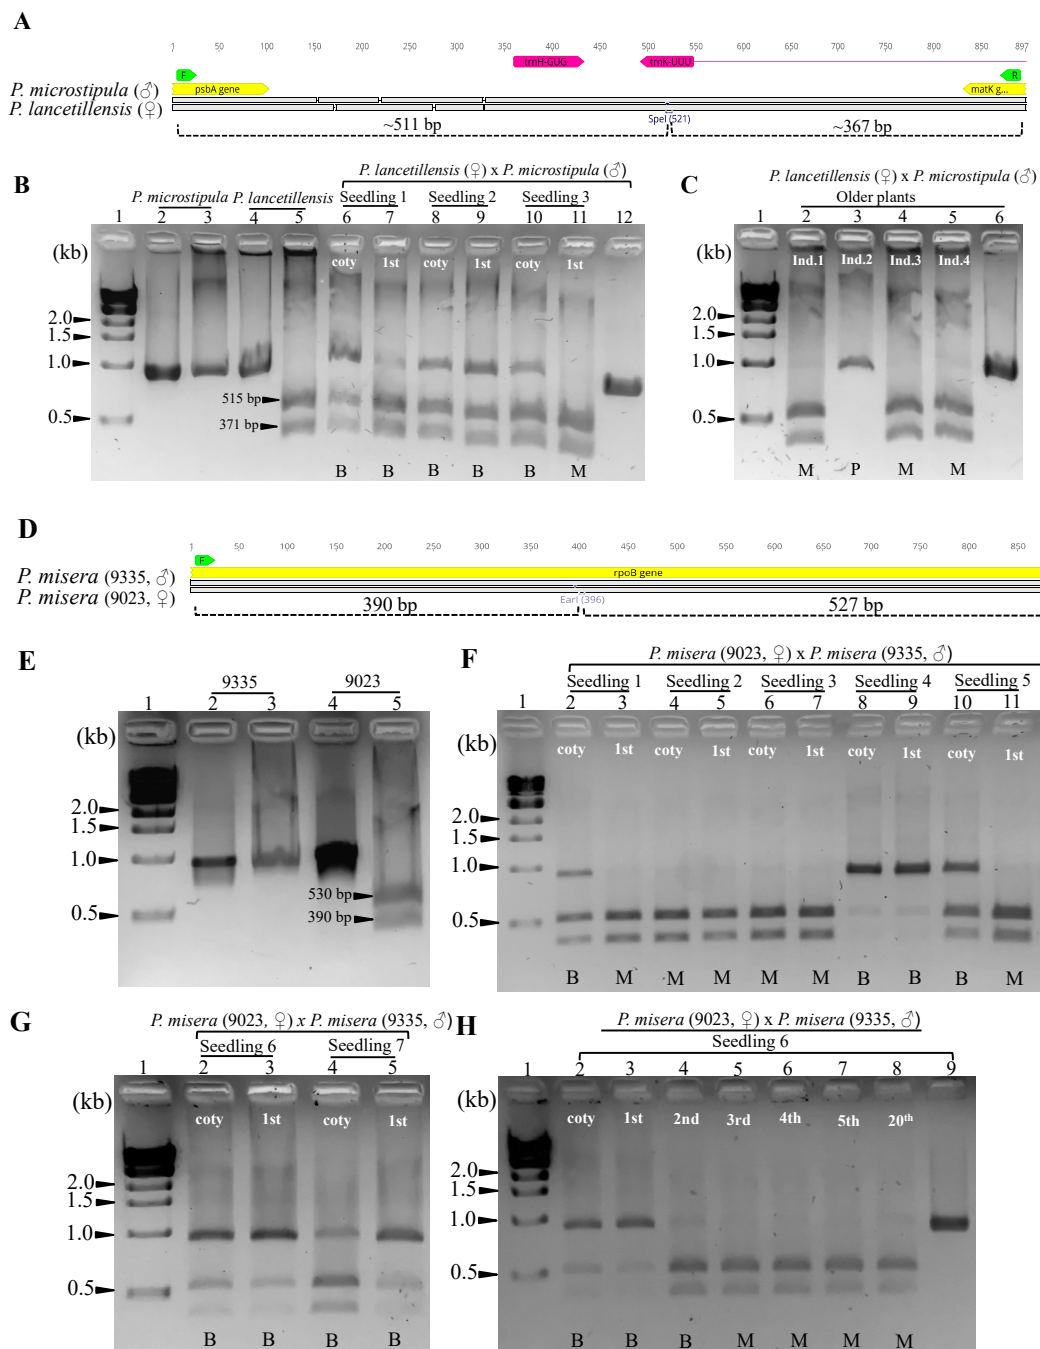 A
1 50 100 150 200 250 300 350 400 450 500 550 600 650 700 750 800 850 897
trnH-GUG trnK-UUU
F R
P. microstipula (♂) psbA gene matK g...
P. lancetillensis (♀)
SpeI (521)
~511 bp ~367 bp
B
P. lancetillensis (♀) x P. microstipula (♂)
P. microstipula P. lancetillensis Seedling 1 Seedling 2 Seedling 3
1 2 3 4 5 6 7 8 9 10 11 12
(kb) coty 1st coty 1st coty 1st
2.0
1.5
1.0
515 bp
0.5 371 bp
B B B B B M
C
P. lancetillensis (♀) x P. microstipula (♂)
Older plants
1 2 3 4 5 6
(kb) Ind.1 Ind.2 Ind.3 Ind.4
2.0
1.5
1.0
0.5
M P M M
D
1 50 100 150 200 250 300 350 400 450 500 550 600 650 700 750 800 850
F
P. misera (9335, ♂) rpoB gene
P. misera (9023, ♀)
EarI (396)
390 bp 527 bp
E
9335 9023
1 2 3 4 5
(kb)
2.0
1.5
1.0
530 bp
0.5 390 bp
F
P. misera (9023, ♀) x P. misera (9335, ♂)
Seedling 1 Seedling 2 Seedling 3 Seedling 4 Seedling 5
1 2 3 4 5 6 7 8 9 10 11
(kb) coty 1st coty 1st coty 1st coty 1st coty 1st
2.0
1.5
1.0
0.5
B M M M M M B B B M
G
P. misera (9023, ♀) x P. misera (9335, ♂)
Seedling 6 Seedling 7
1 2 3 4 5
(kb) coty 1st coty 1st
2.0
1.5
1.0
0.5
B B B B
H
P. misera (9023, ♀) x P. misera (9335, ♂)
Seedling 6
1 2 3 4 5 6 7 8 9
(kb) coty 1st 2nd 3rd 4th 5th 20th
2.0
1.5
1.0
0.5
B B B M M M M